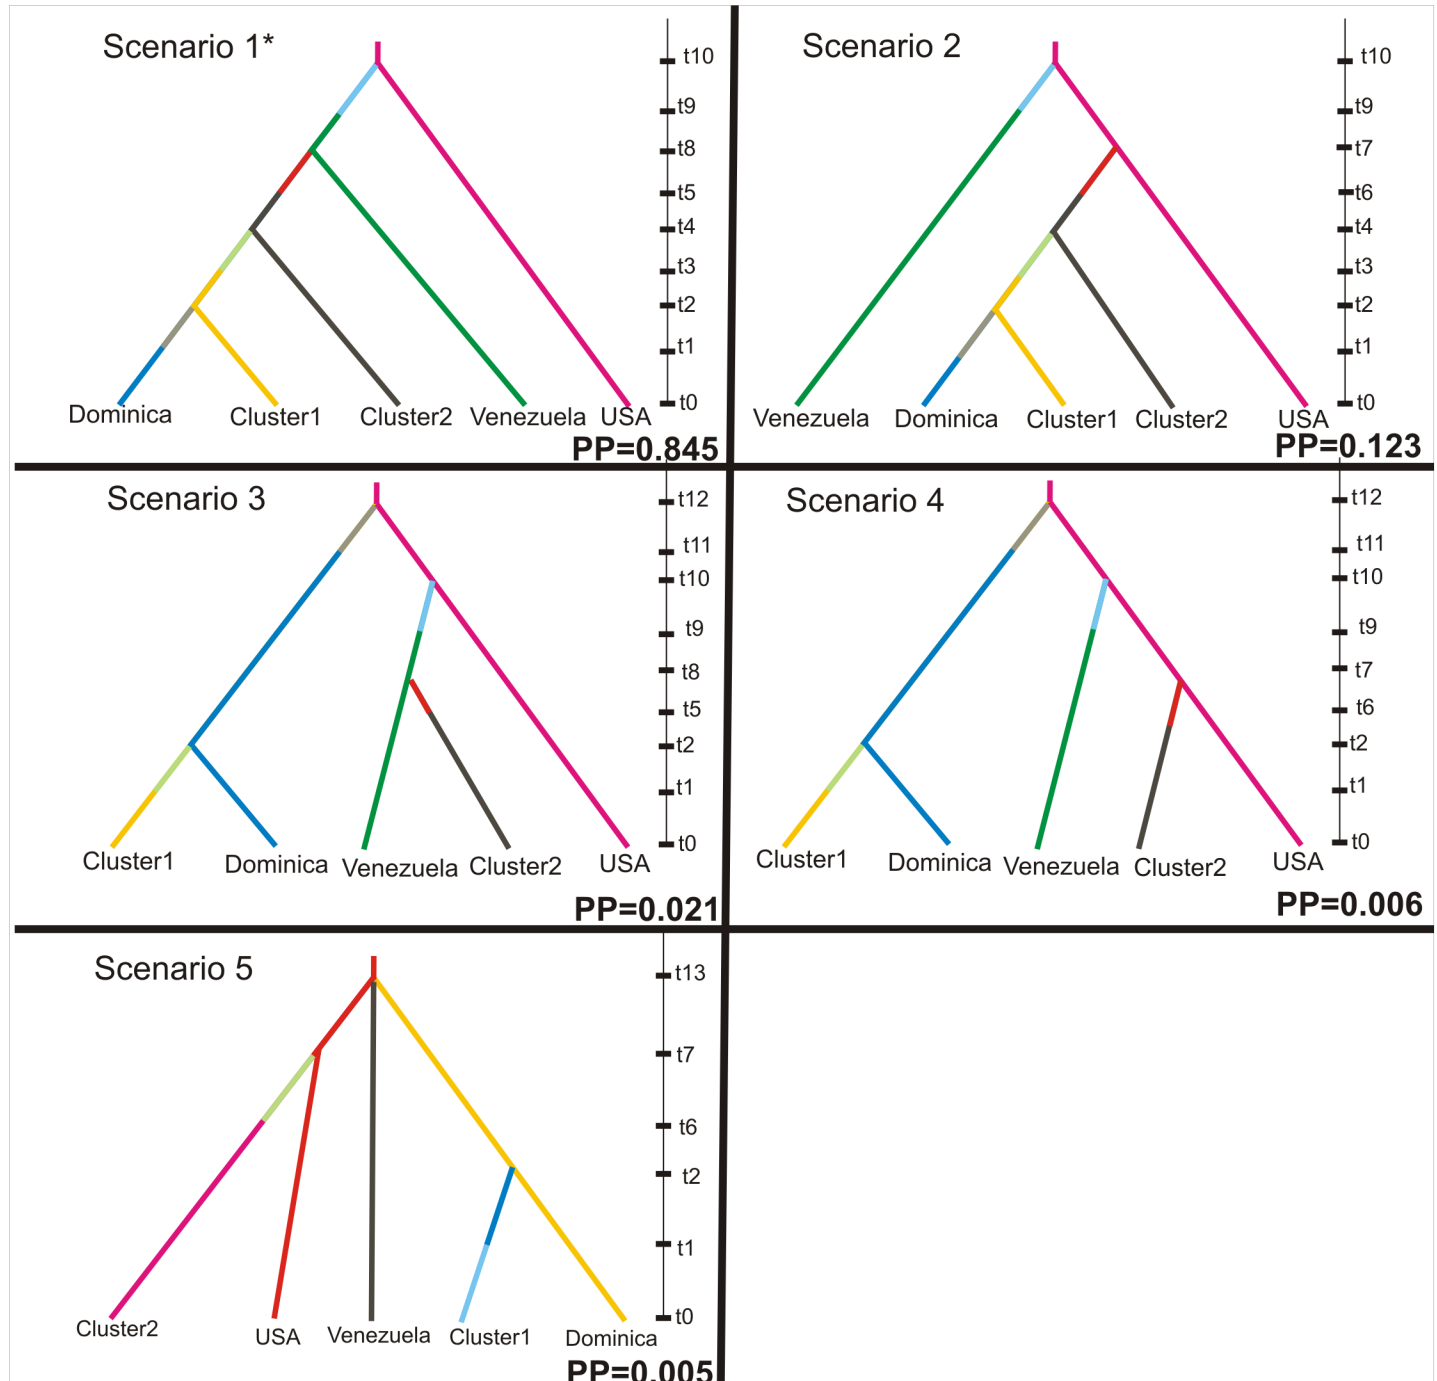 Scenario 1*
t10
t9
t8
t5
t4
t3
t2
t1
t0
Dominica Cluster1 Cluster2 Venezuela USA
PP=0.845
Scenario 2
t10
t9
t7
t6
t4
t3
t2
t1
t0
Venezuela Dominica Cluster1 Cluster2 USA
PP=0.123
Scenario 3
t12
t11
t10
t9
t8
t5
t2
t1
t0
Cluster1 Dominica Venezuela Cluster2 USA
PP=0.021
Scenario 4
t12
t11
t10
t9
t7
t6
t2
t1
t0
Cluster1 Dominica Venezuela Cluster2 USA
PP=0.006
Scenario 5
t13
t7
t6
t2
t1
t0
Cluster2 USA Venezuela Cluster1 Dominica
PP=0.005